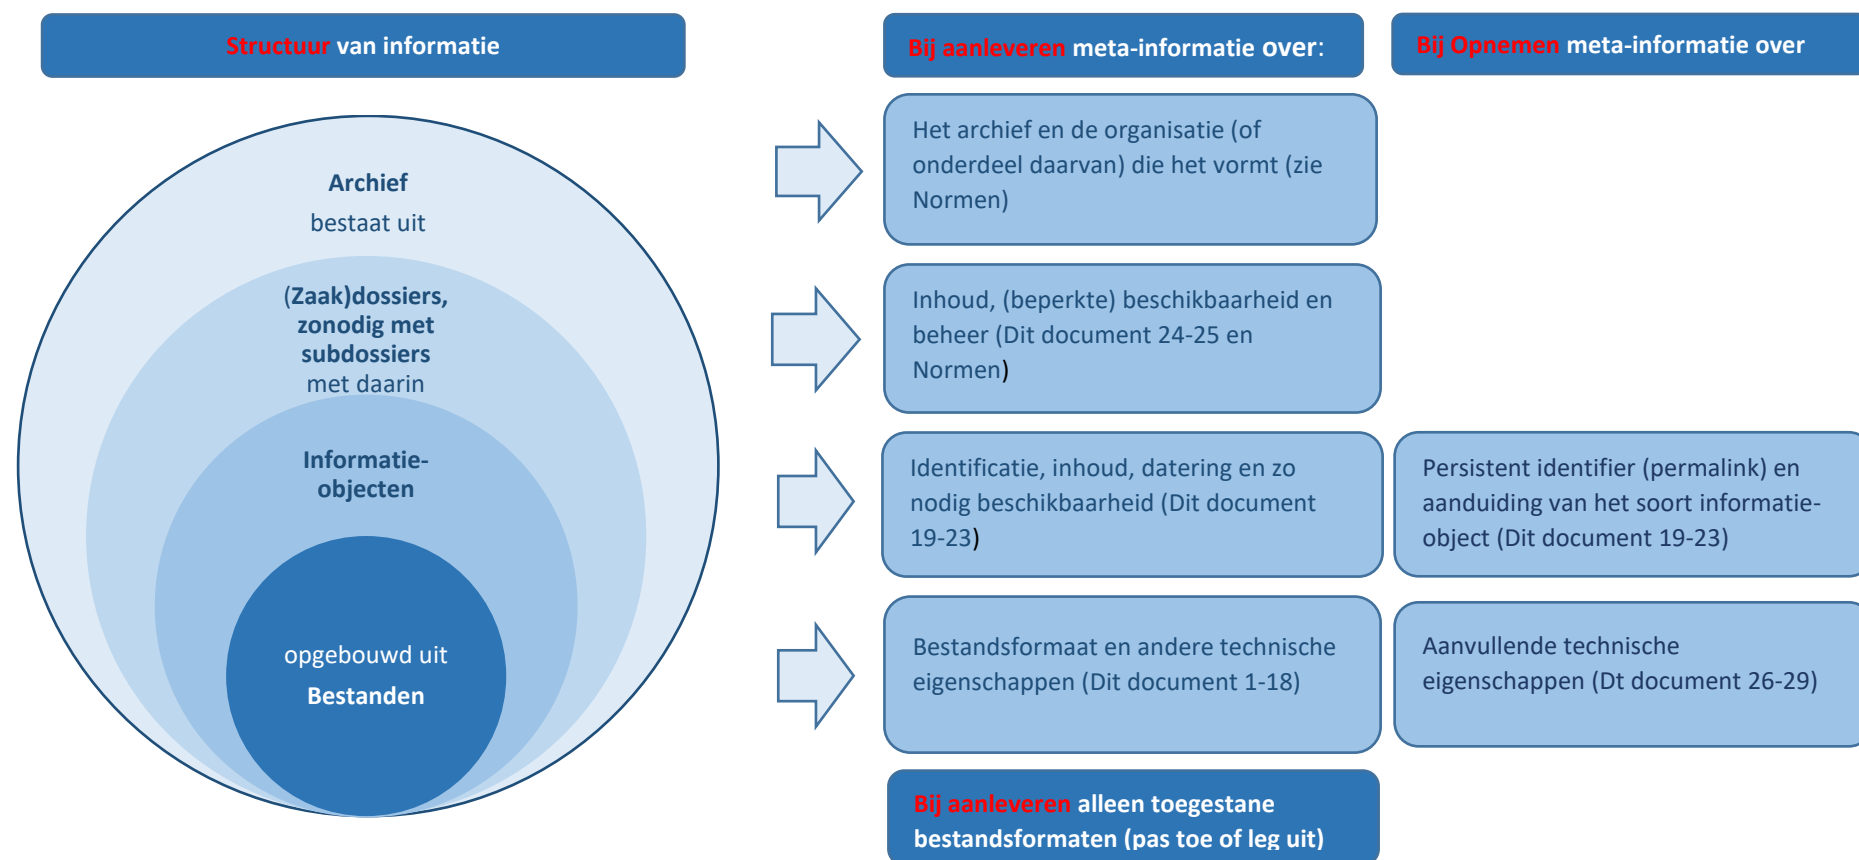 Structuur van informatie
Bij aanleveren meta-informatie over:
Bij Opnemen meta-informatie over
Archief
bestaat uit
(Zaak)dossiers,
zonodig met
subdossiers
met daarin
Informatie-
objecten
opgebouwd uit
Bestanden
Het archief en de organisatie (of
onderdeel daarvan) die het vormt (zie
Normen)
Inhoud, (beperkte) beschikbaarheid en
beheer (Dit document 24-25 en
Normen)
Identificatie, inhoud, datering en zo
nodig beschikbaarheid (Dit document
19-23)
Persistent identifier (permalink) en
aanduiding van het soort informatie-
object (Dit document 19-23)
Bestandsformaat en andere technische
eigenschappen (Dit document 1-18)
Aanvullende technische
eigenschappen (Dt document 26-29)
Bij aanleveren alleen toegestane
bestandsformaten (pas toe of leg uit)